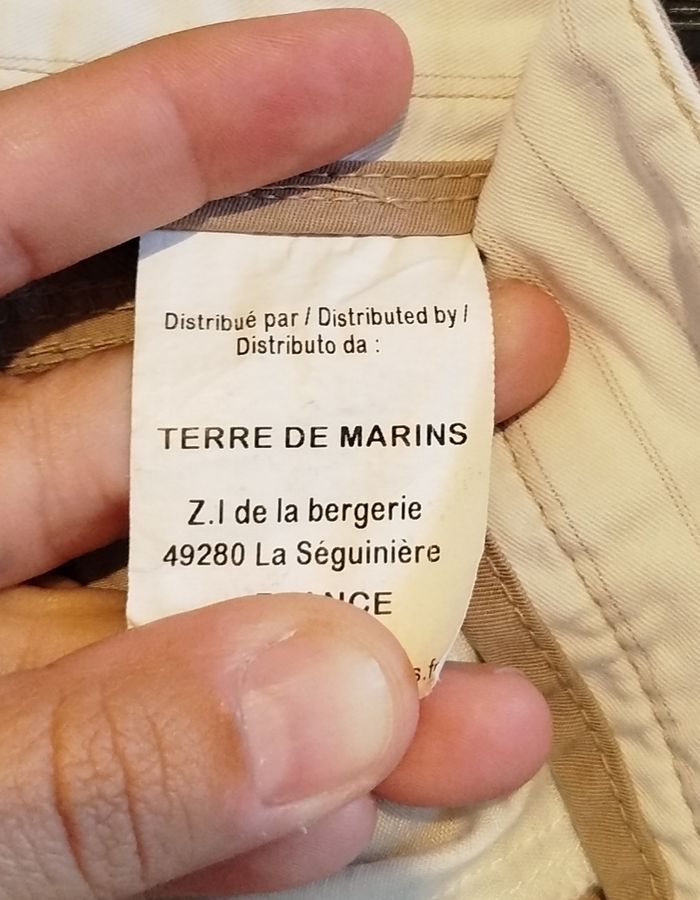 Distribué par / Distributed by /
Distributo da :
TERRE DE MARINS
Z.I de la bergerie
49280 La Séguinière